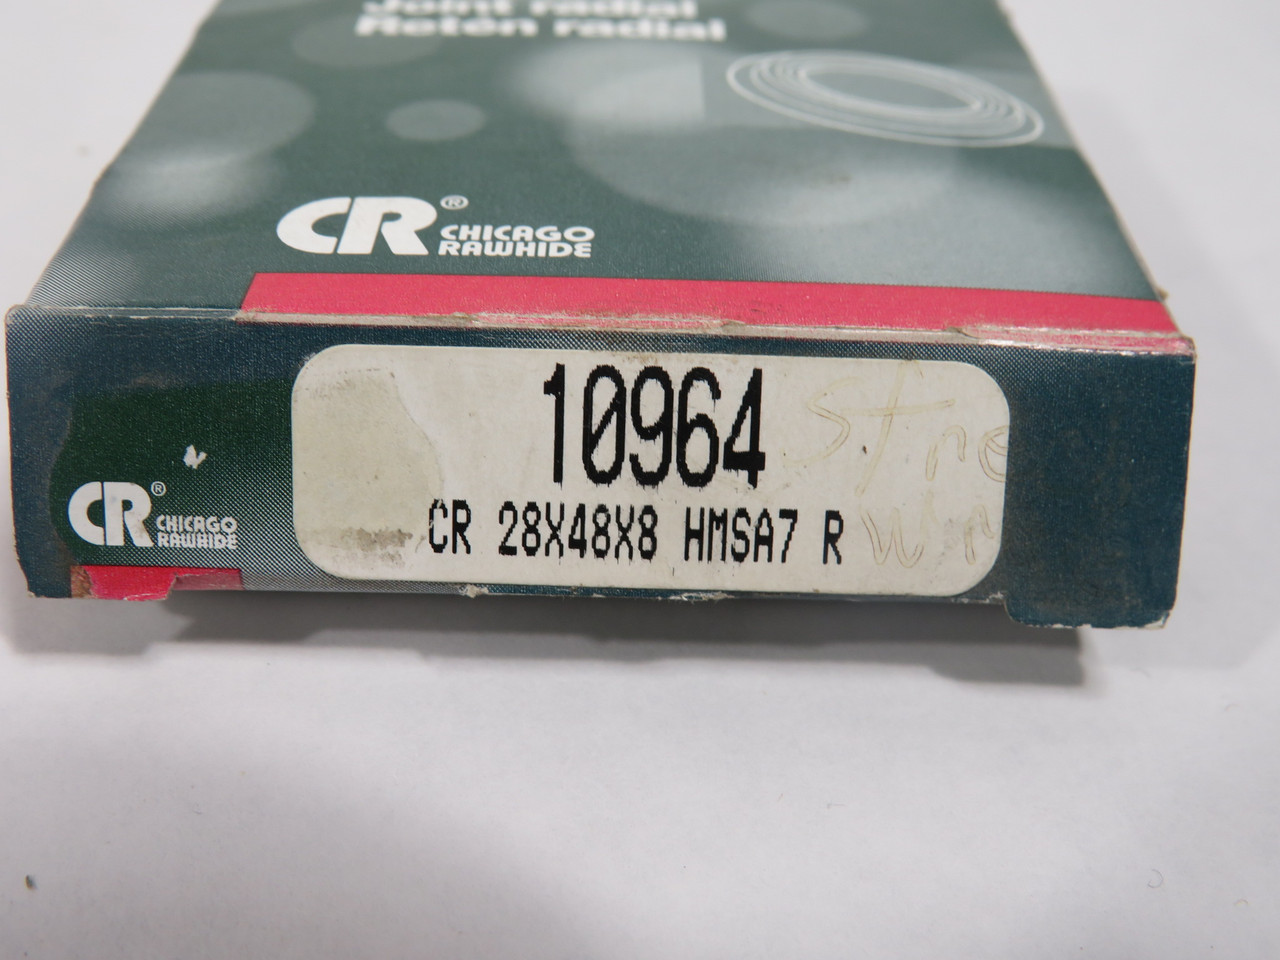 Joint radial
Retén radial
CR®
CHICAGO
RAWHIDE
10964
CR 28X48X8 HMSA7 R
CR®
CHICAGO
RAWHIDE